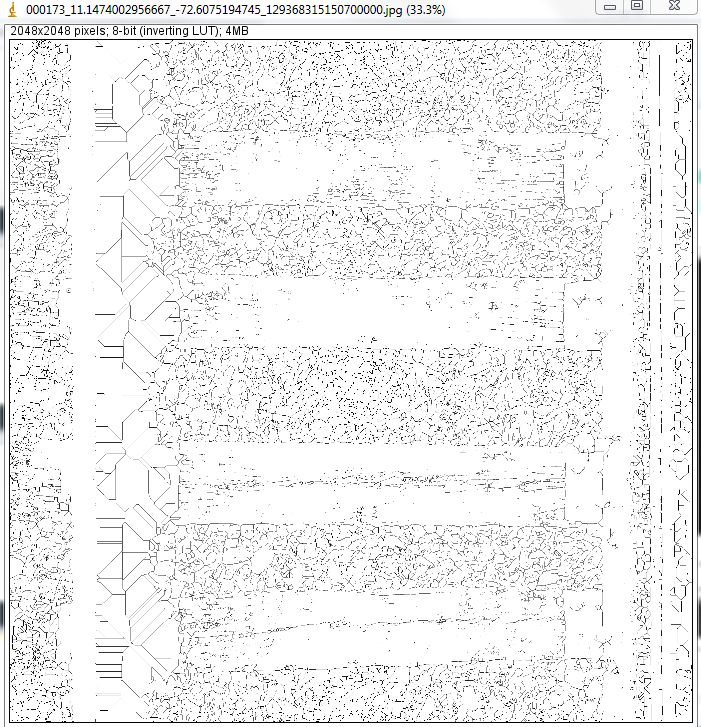 000173_11.1474002956667_-72.6075194745_129368315150700000.jpg (33.3%)
2048x2048 pixels; 8-bit (inverting LUT); 4MB